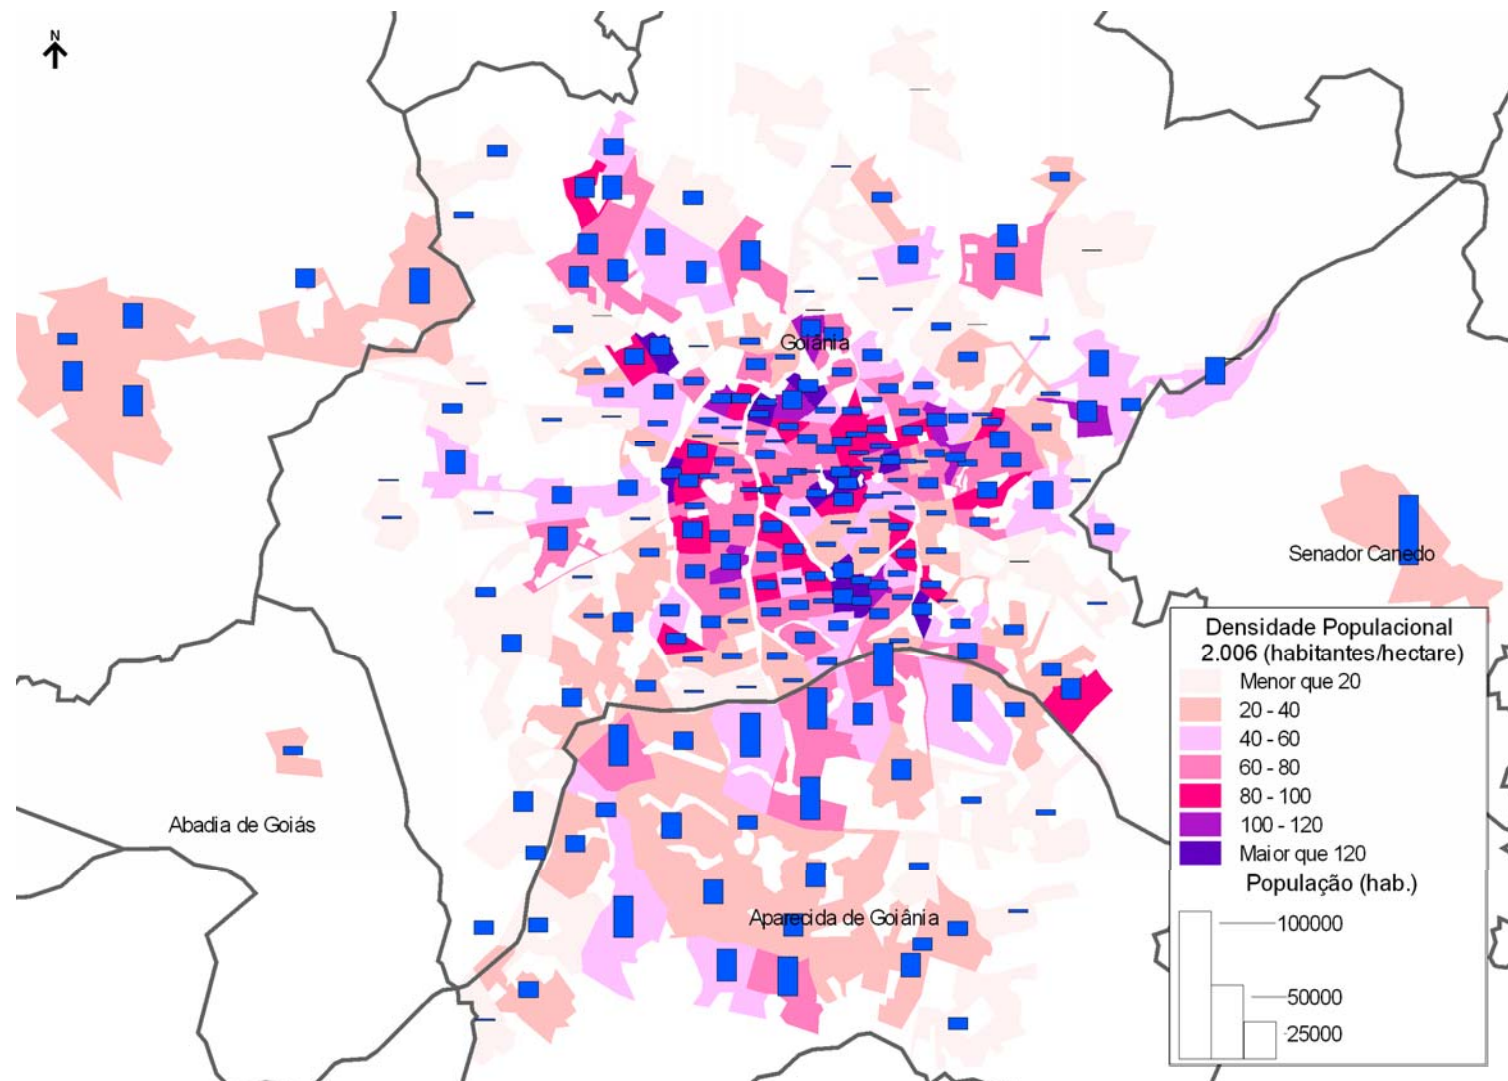 N
Goiânia
Senador Canedo
Densidade Populacional
2.006 (habitantes/hectare)
Menor que 20
20 - 40
40 - 60
60 - 80
80 - 100
100 - 120
Maior que 120
População (hab.)
100000
50000
25000
Abadia de Goiás
Aparecida de Goiânia